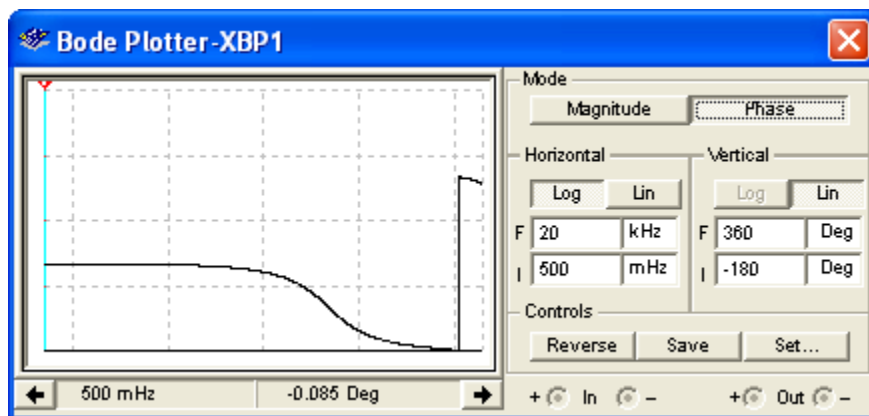 Bode Plotter-XBP1
Mode
Magnitude Phase
Horizontal Vertical
Log Lin Log Lin
F 20 kHz F 360 Deg
I 500 mHz I -180 Deg
Controls
Reverse Save Set...
500 mHz -0.085 Deg
+ In - + Out -